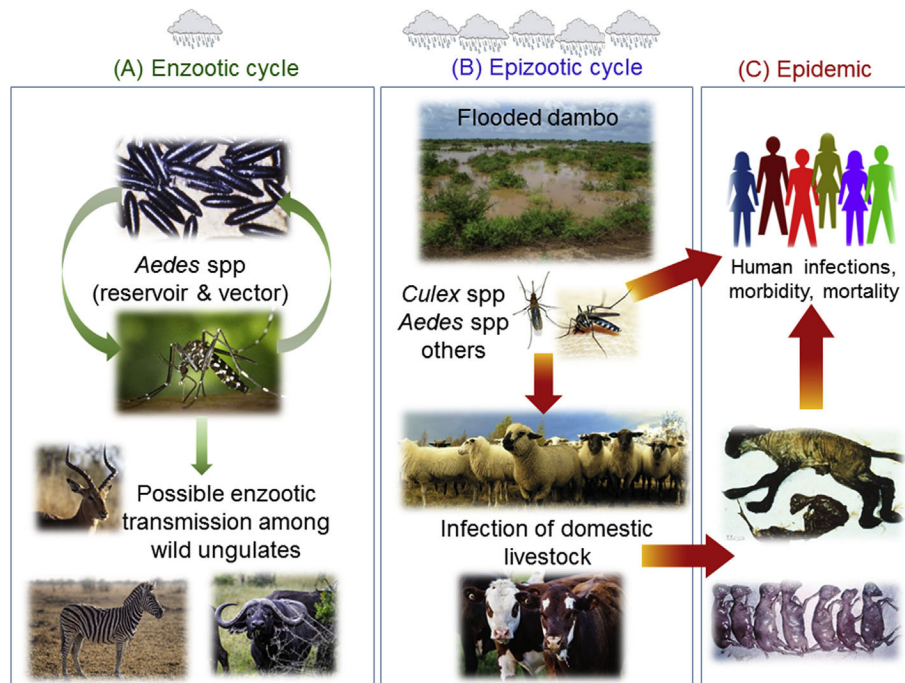 (A) Enzootic cycle
Aedes spp
(reservoir & vector)
Possible enzootic
transmission among
wild ungulates
(B) Epizootic cycle
Flooded dambo
Culex spp
Aedes spp
others
Infection of domestic
livestock
(C) Epidemic
Human infections,
morbidity, mortality